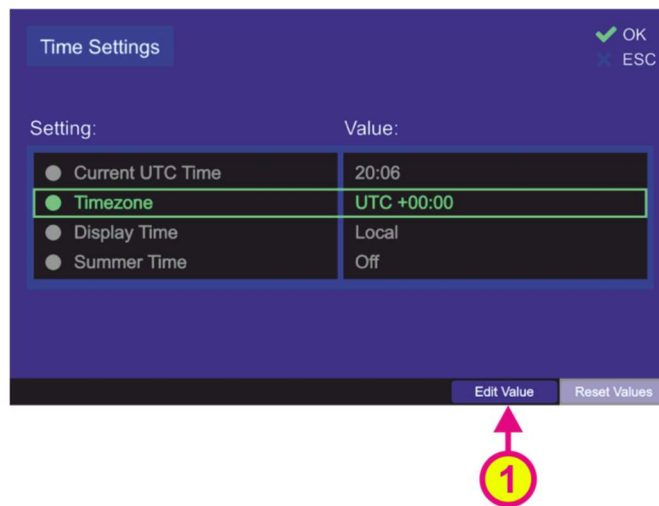 Time Settings
OK
ESC
Setting: Value:
Current UTC Time 20:06
Timezone UTC +00:00
Display Time Local
Summer Time Off
Edit Value Reset Values
1